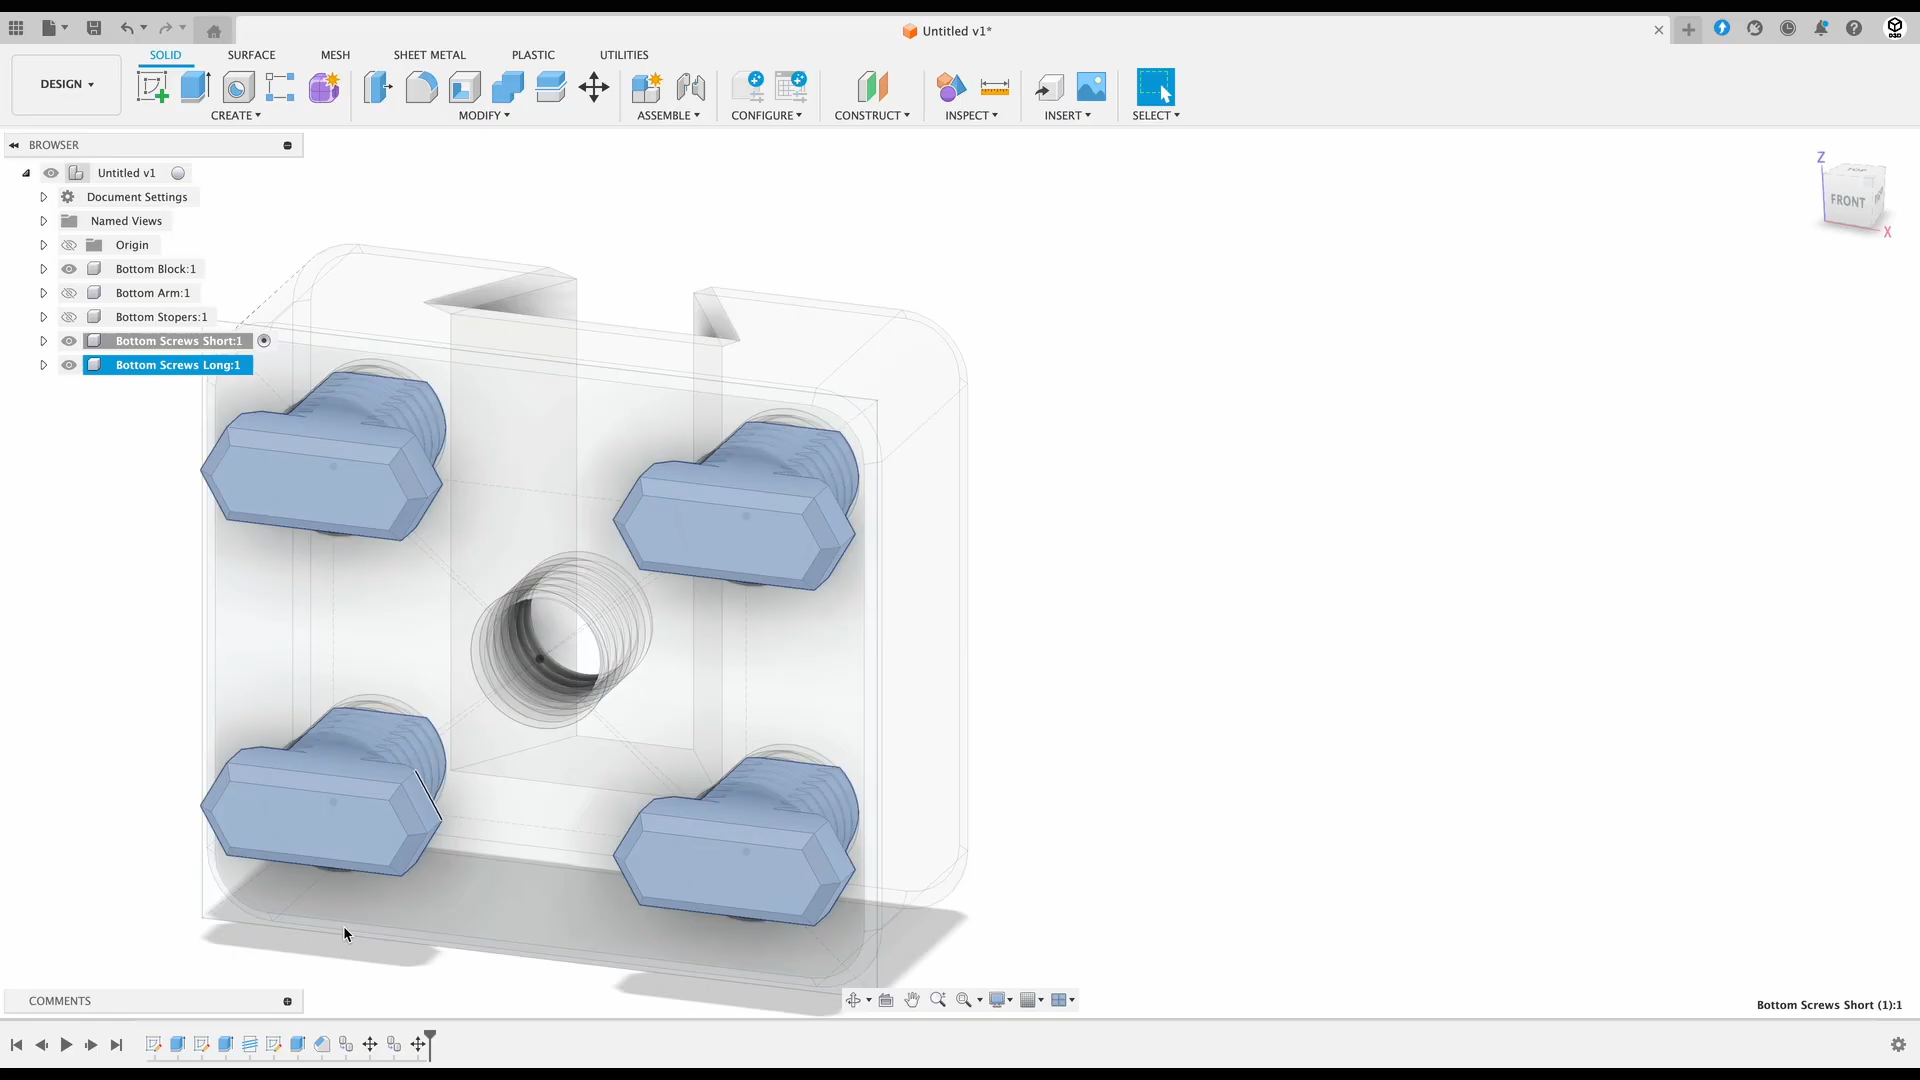 Untitled v1*
DESIGN
SOLID
SURFACE
MESH
SHEET METAL
PLASTIC
UTILITIES
CREATE
MODIFY
ASSEMBLE
CONFIGURE
CONSTRUCT
INSPECT
INSERT
SELECT
BROWSER
Untitled v1
Document Settings
Named Views
Origin
Bottom Block:1
Bottom Arm:1
Bottom Stopers:1
Bottom Screws Short:1
Bottom Screws Long:1
Z
TOP
FRONT
X
COMMENTS
Bottom Screws Short (1):1